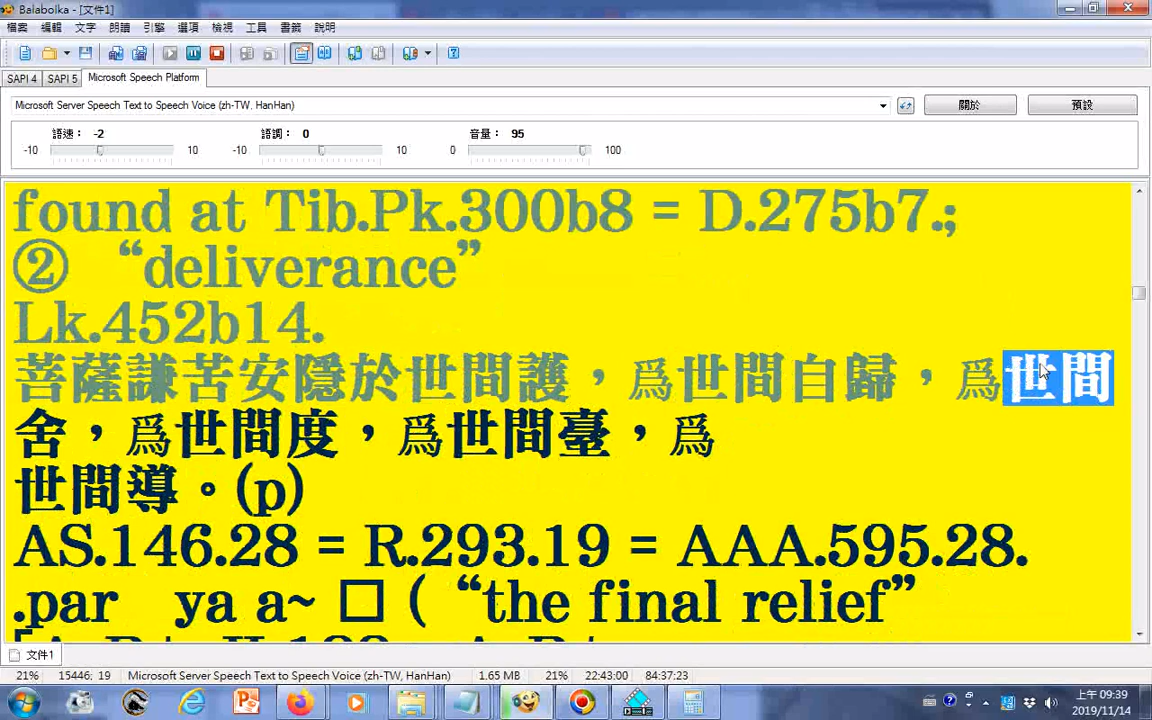 Balabolka - [文件1]
檔案 編輯 文字 朗讀 引擎 選項 檢視 工具 書籤 說明
SAPI 4 SAPI 5 Microsoft Speech Platform
Microsoft Server Speech Text to Speech Voice (zh-TW, HanHan) 關於 預設
語速： -2 語調： 0 音量： 95
-10 10 -10 10 0 100
found at Tib.Pk.300b8 = D.275b7.;
② “deliverance”
Lk.452b14.
菩薩謙苦安隱於世間護，爲世間自歸，爲世間
舍，爲世間度，爲世間臺，爲
世間導。(p)
AS.146.28 = R.293.19 = AAA.595.28.
.par ya a~ □ (“the final relief”
文件1
21% 15446: 19 Microsoft Server Speech Text to Speech Voice (zh-TW, HanHan) 1.65 MB 21% 22:43:00 84:37:23
上午 09:39
2019/11/14